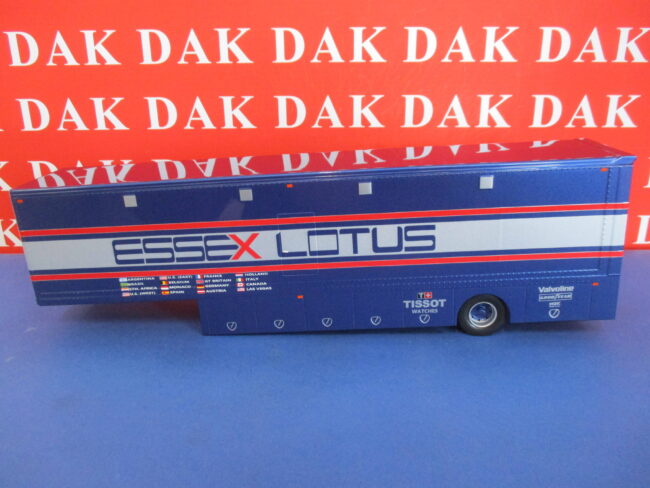 DAK DAK DAK DAK DAK DAK
DAK DAK DAK DAK DAK DAK DAK
DAK DAK DAK DAK DAK DAK DAK
DAK
ESSEX LOTUS
ARGENTINA U.S. (EAST) FRANCE HOLLAND
BRAZIL BELGIUM GT BRITAIN ITALY
STH. AFRICA MONACO GERMANY CANADA
U.S. (WEST) SPAIN AUSTRIA LAS VEGAS
T
TISSOT
WATCHES
Valvoline
GOODYEAR